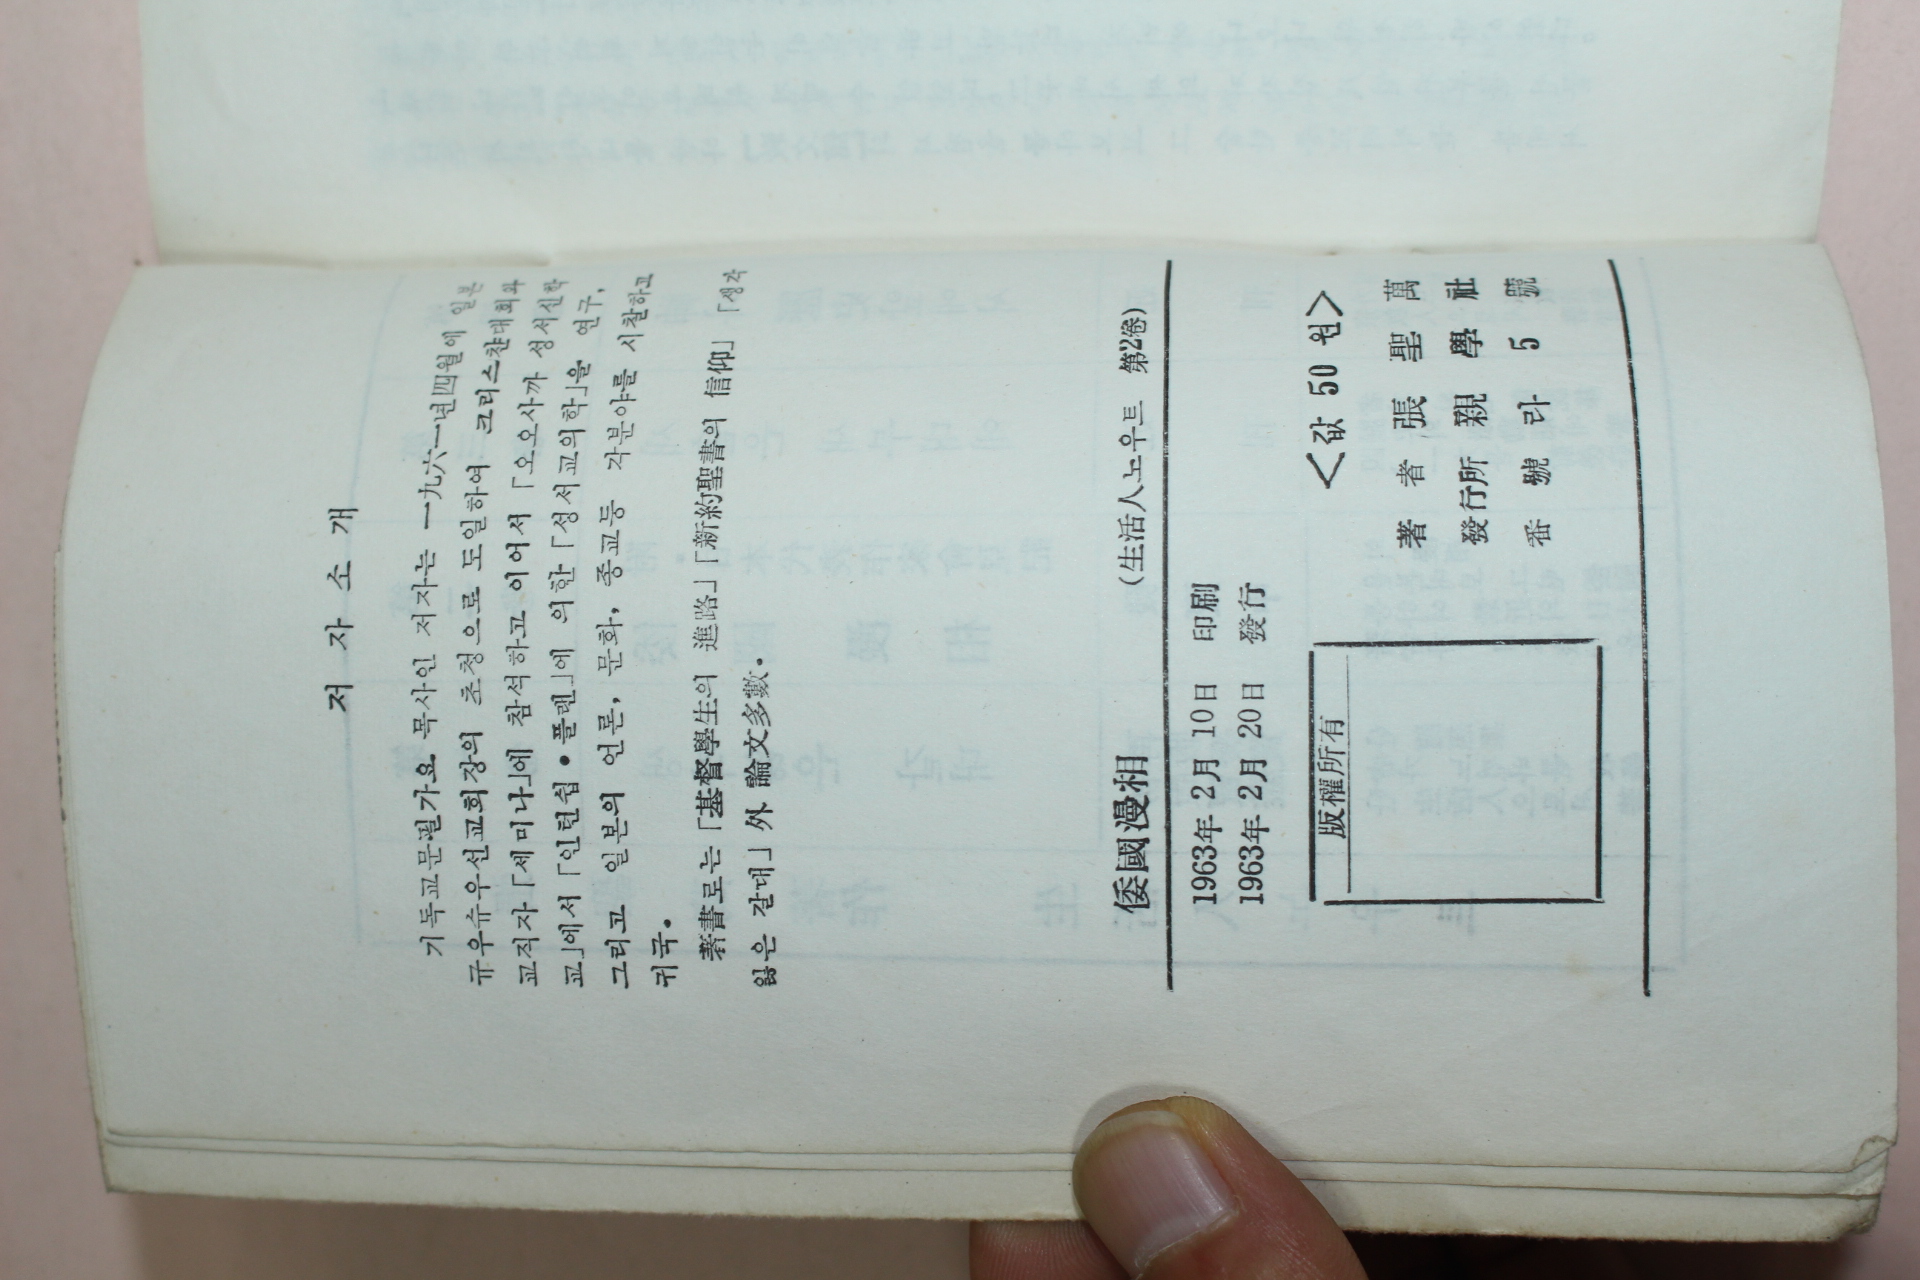 저자소개
기독교문필가요 목사인 저자는 一九六一년四월에 일본
규우슈우선교회장의 초청으로 도일하여 크리스챤대회와
교직자「세미나」에 참석하고 이어서 「오오사까 성서신학
교」에서 「인턴쉽·플랜」에 의한 「성서교의학」을 연구,
그리고 일본의 언론, 문화, 종교등 각분야를 시찰하고
귀국.
著書로는 「基督學生의 進路」「新約聖書의 信仰」「생각
잃은 갈대」外 論文多數.
倭國漫相 (生活人노우트 第2卷)
1963年 2月 10日 印刷
1963年 2月 20日 發行
版權所有
<값 50원>
著者 張聖萬
發行所 親學社
番號 라 5 號